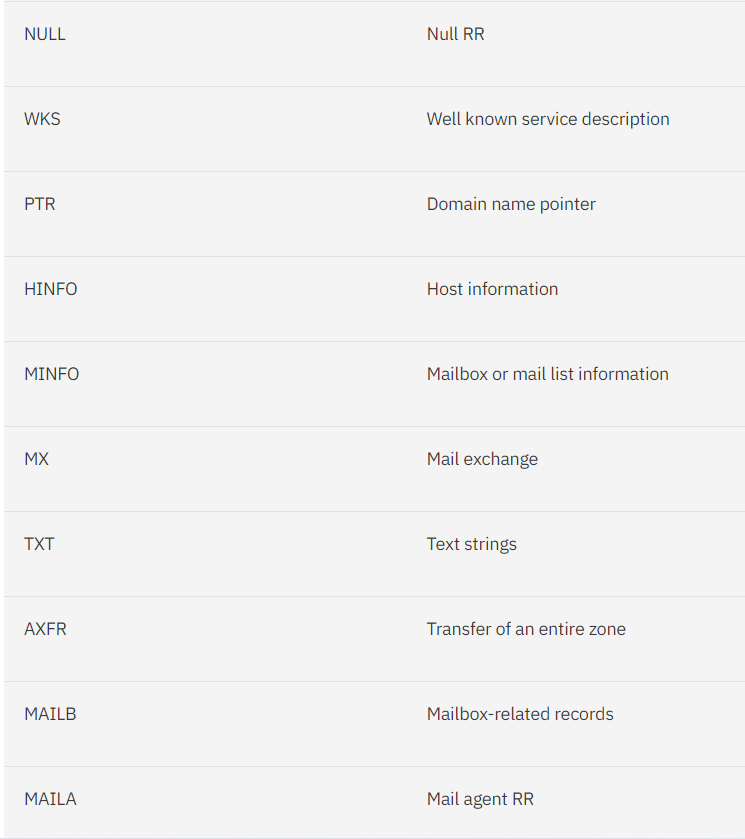 NULL Null RR
WKS Well known service description
PTR Domain name pointer
HINFO Host information
MINFO Mailbox or mail list information
MX Mail exchange
TXT Text strings
AXFR Transfer of an entire zone
MAILB Mailbox-related records
MAILA Mail agent RR